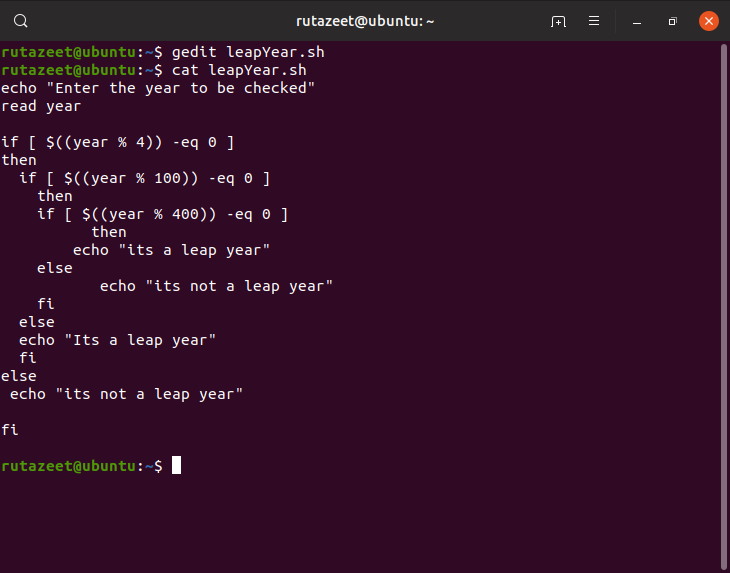 rutazeet@ubuntu: ~
rutazeet@ubuntu:~$ gedit leapYear.sh
rutazeet@ubuntu:~$ cat leapYear.sh
echo "Enter the year to be checked"
read year

if [ $((year % 4)) -eq 0 ]
then
  if [ $((year % 100)) -eq 0 ]
    then
    if [ $((year % 400)) -eq 0 ]
          then
        echo "its a leap year"
    else
           echo "its not a leap year"
    fi
  else
  echo "Its a leap year"
  fi
else
 echo "its not a leap year"

fi

rutazeet@ubuntu:~$